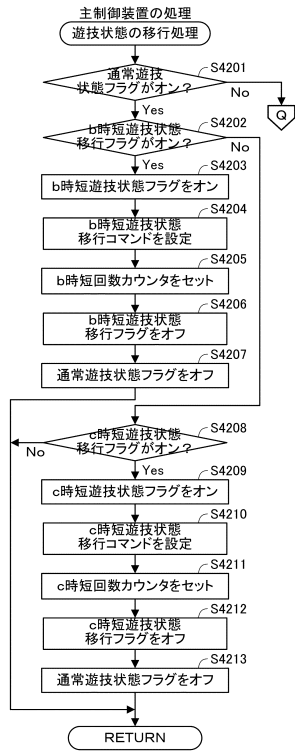 主制御装置の処理
遊技状態の移行処理
S4201
通常遊技
状態フラグがオン？
No
Q
Yes
S4202
b時短遊技状態
移行フラグがオン？
No
Yes
S4203
b時短遊技状態フラグをオン
S4204
b時短遊技状態
移行コマンドを設定
S4205
b時短回数カウンタをセット
S4206
b時短遊技状態
移行フラグをオフ
S4207
通常遊技状態フラグをオフ
S4208
c時短遊技状態
移行フラグがオン？
No
Yes
S4209
c時短遊技状態フラグをオン
S4210
c時短遊技状態
移行コマンドを設定
S4211
c時短回数カウンタをセット
S4212
c時短遊技状態
移行フラグをオフ
S4213
通常遊技状態フラグをオフ
RETURN